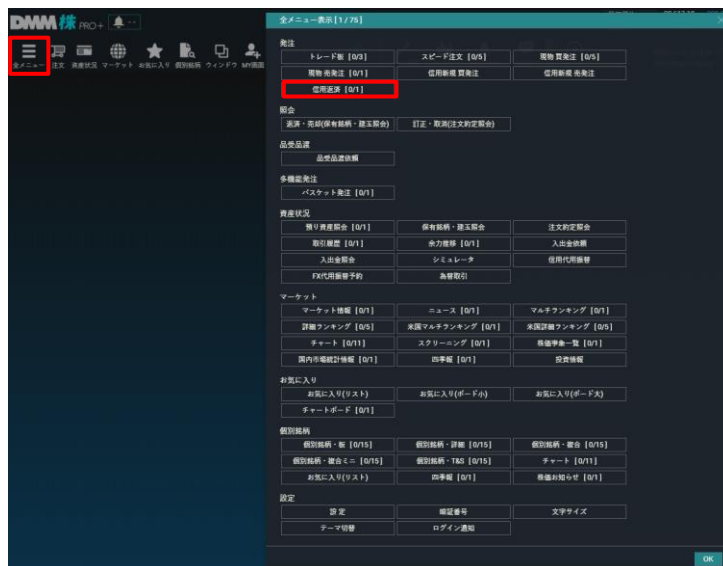 DMM 株 PRO+
全メニュー 注文 資産状況 マーケット お気に入り 個別銘柄 ウィンドウ MY画面
全メニュー表示[1/75]
発注
トレード板 [0/3] スピード注文 [0/5] 現物 買発注 [0/5]
現物 売発注 [0/1] 信用新規 買発注 信用新規 売発注
信用返済 [0/1]
照会
返済・売却(保有銘柄・建玉照会) 訂正・取消(注文約定照会)
品受品渡
品受品渡依頼
多機能発注
バスケット発注 [0/1]
資産状況
預り資産照会 [0/1] 保有銘柄・建玉照会 注文約定照会
取引履歴 [0/1] 余力推移 [0/1] 入出金依頼
入出金照会 シミュレータ 信用代用振替
FX代用振替予約 為替取引
マーケット
マーケット情報 [0/1] ニュース [0/1] マルチランキング [0/1]
詳細ランキング [0/5] 米国マルチランキング [0/1] 米国詳細ランキング [0/5]
チャート [0/11] スクリーニング [0/1] 株価季集一覧 [0/1]
国内市場統計情報 [0/1] 四季報 [0/1] 投資情報
お気に入り
お気に入り(リスト) お気に入り(ボード小) お気に入り(ボード大)
チャートボード [0/1]
個別銘柄
個別銘柄・板 [0/15] 個別銘柄・詳細 [0/15] 個別銘柄・複合 [0/15]
個別銘柄・複合ミニ [0/15] 個別銘柄・T&S [0/15] チャート [0/11]
お気に入り(リスト) 四季報 [0/1] 株価お知らせ [0/1]
設定
設定 暗証番号 文字サイズ
テーマ切替 ログイン通知
OK